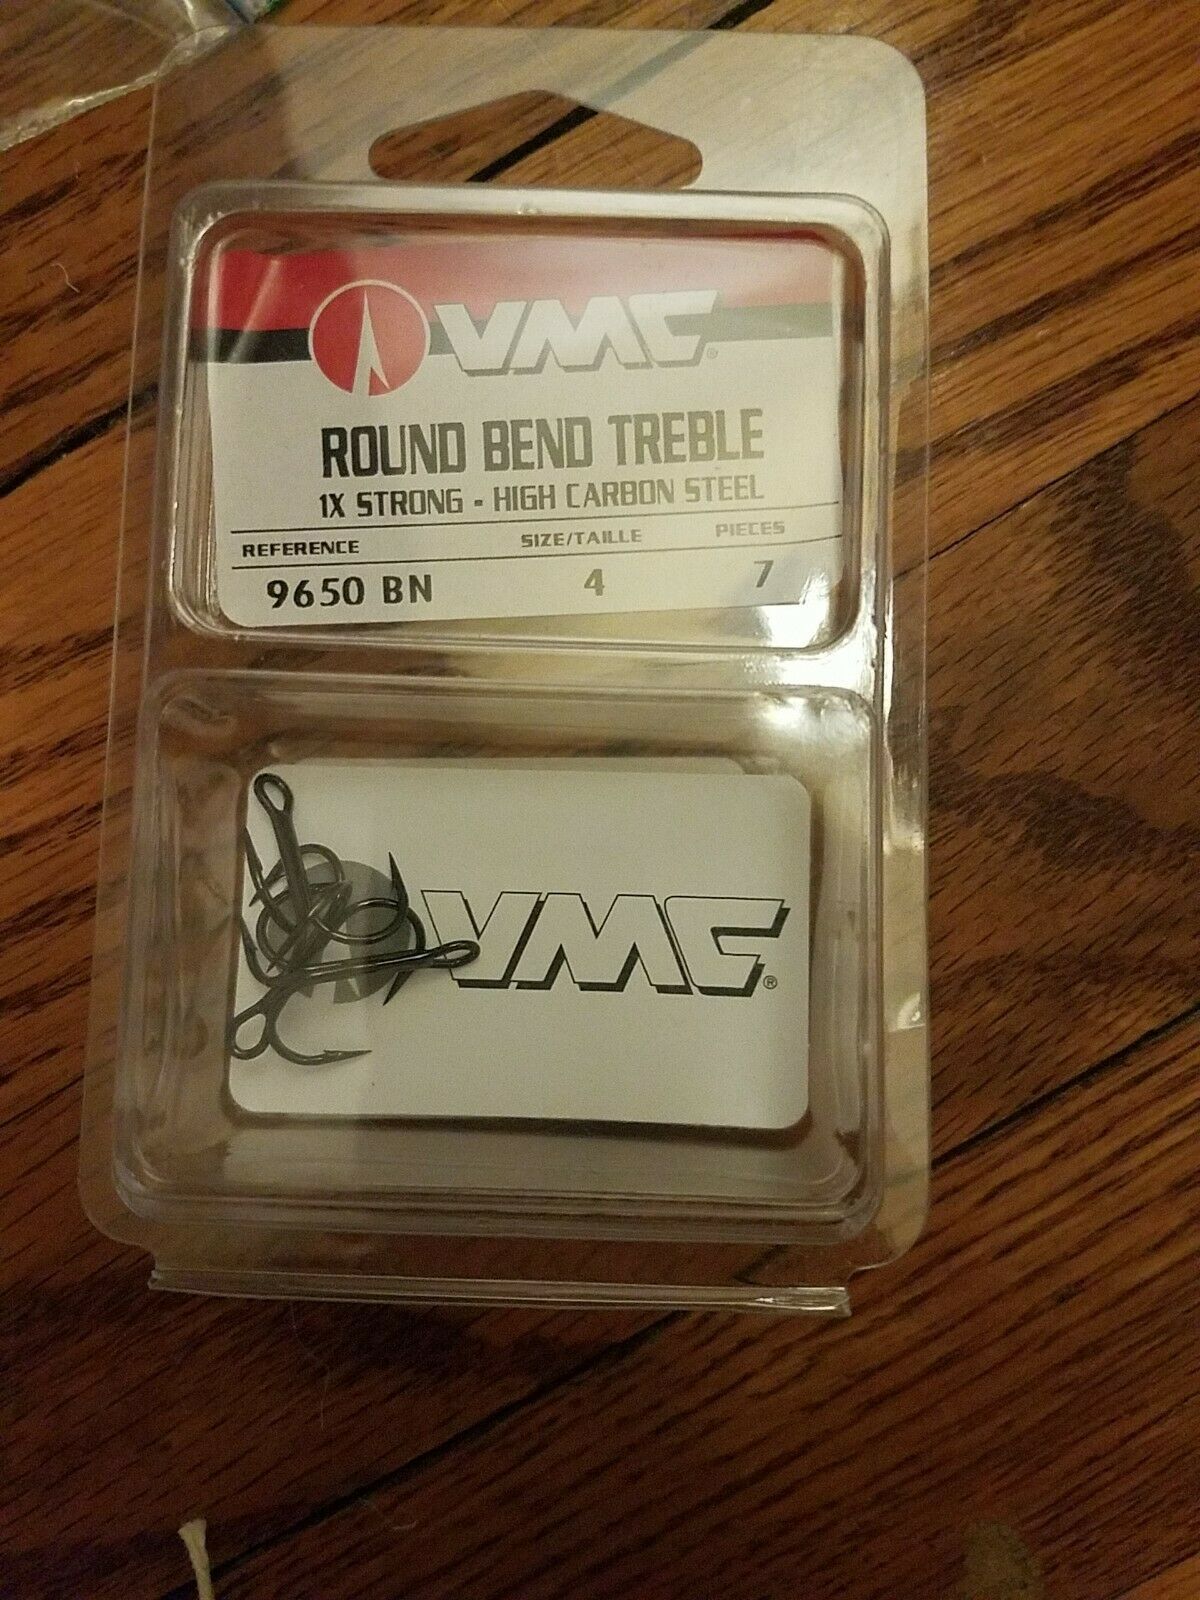 VMC®
ROUND BEND TREBLE
1X STRONG - HIGH CARBON STEEL
REFERENCE SIZE/TAILLE PIECES
9650 BN 4 7
VMC®